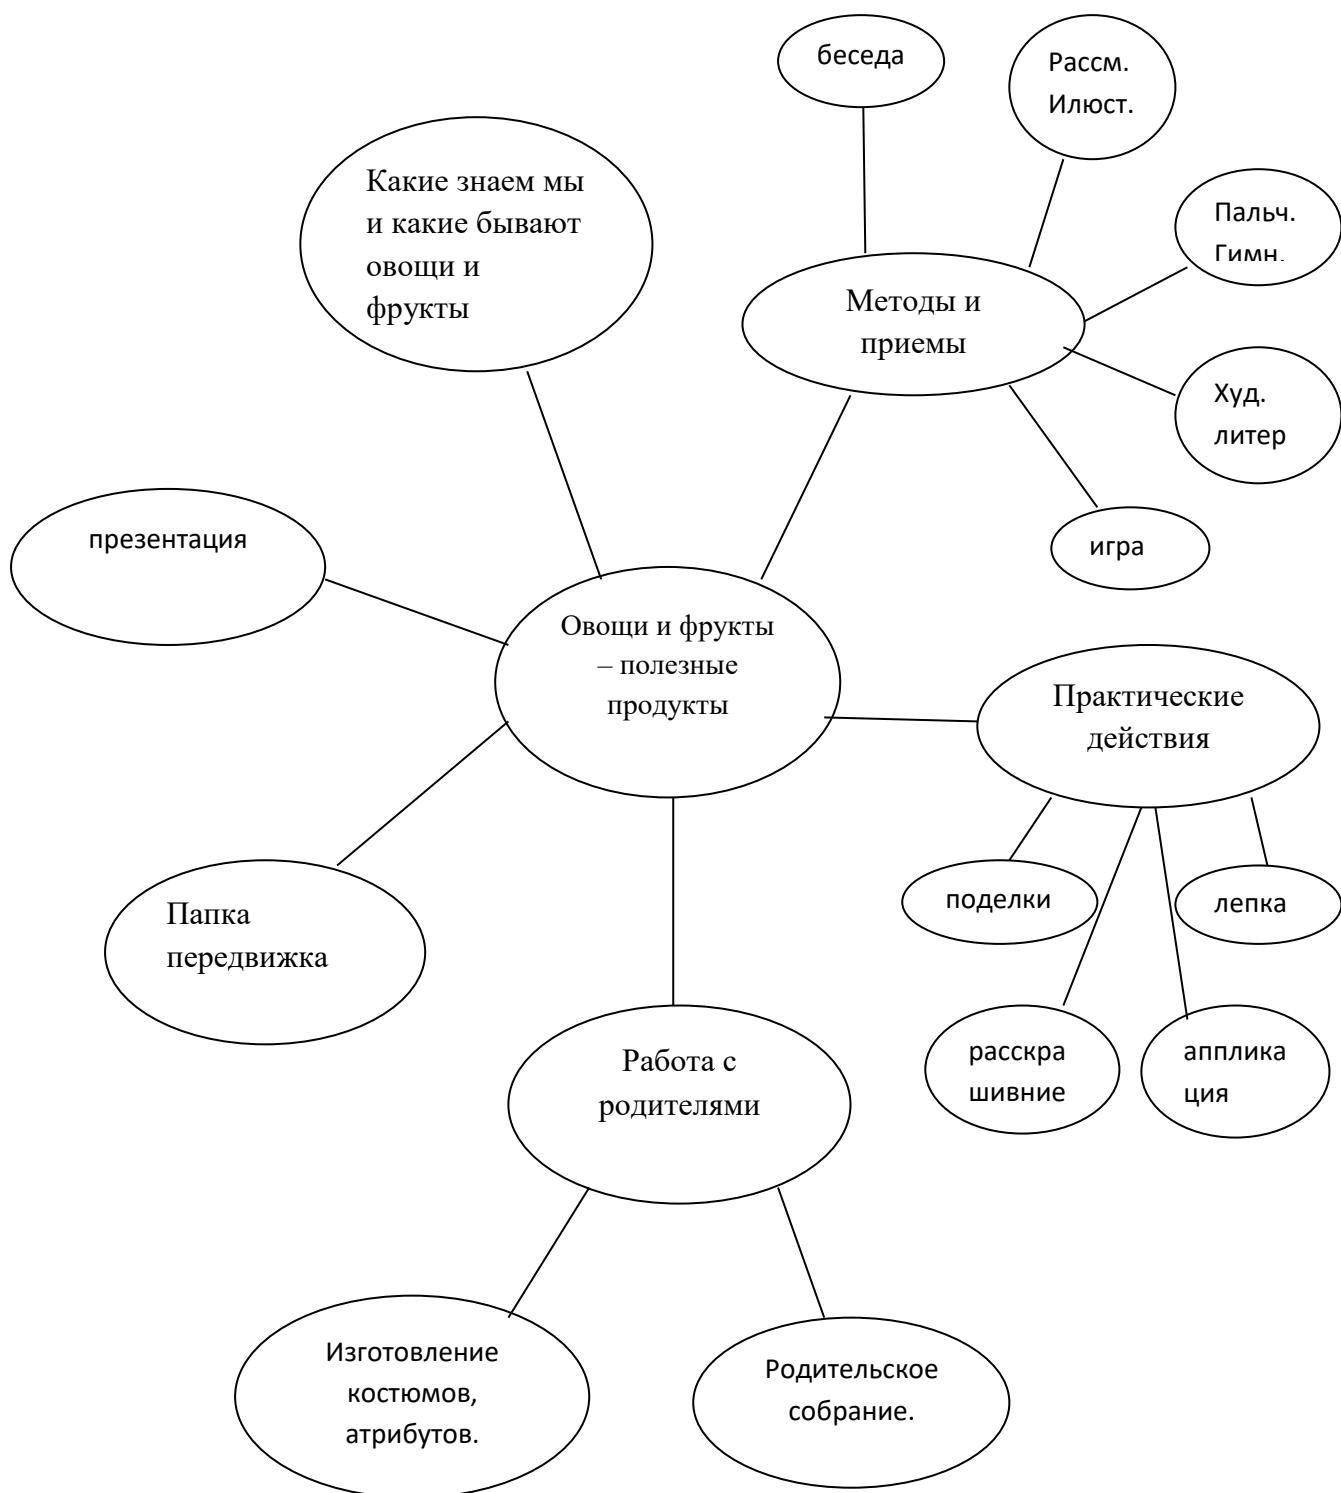 беседа
Рассм.
Илюст.
Какие знаем мы
и какие бывают
овощи и
фрукты
Пальч.
Гимн.
Методы и
приемы
Худ.
литер
игра
презентация
Овощи и фрукты
– полезные
продукты
Практические
действия
поделки
лепка
Папка
передвижка
расскра
шивние
апплика
ция
Работа с
родителями
Изготовление
костюмов,
атрибутов.
Родительское
собрание.